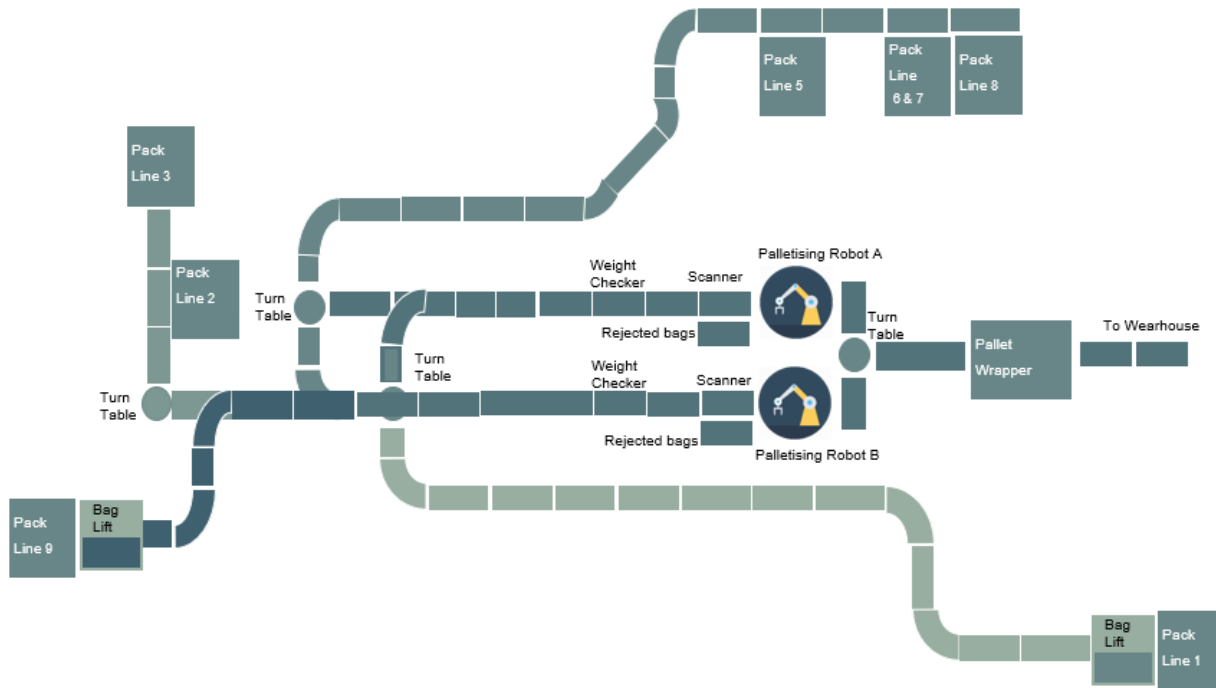 Pack
Line 5
Pack
Line
6 & 7
Pack
Line 8
Pack
Line 3
Pack
Line 2
Turn
Table
Weight
Checker
Scanner
Palletising Robot A
Rejected bags
Turn
Table
Turn
Table
Weight
Checker
Scanner
Rejected bags
Palletising Robot B
Pallet
Wrapper
To Wearhouse
Turn
Table
Pack
Line 9
Bag
Lift
Bag
Lift
Pack
Line 1